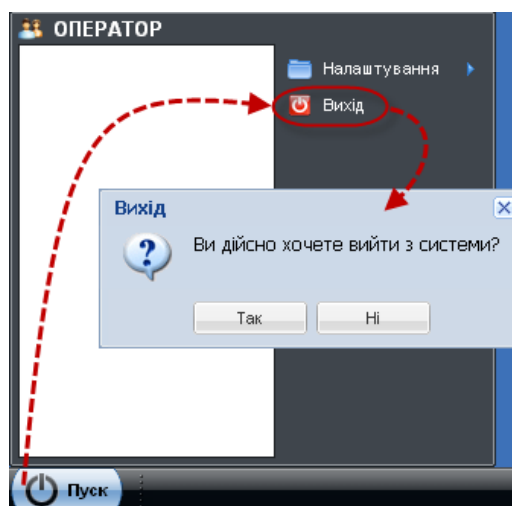 ОПЕРАТОР
Налаштування
Вихід
Вихід
Ви дійсно хочете вийти з системи?
Так
Ні
Пуск